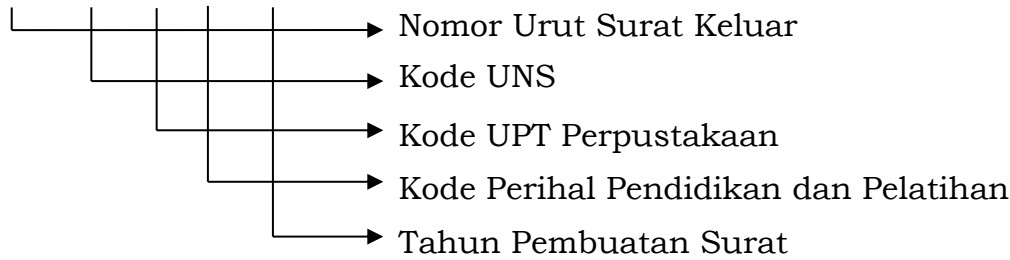 Nomor Urut Surat Keluar
Kode UNS
Kode UPT Perpustakaan
Kode Perihal Pendidikan dan Pelatihan
Tahun Pembuatan Surat